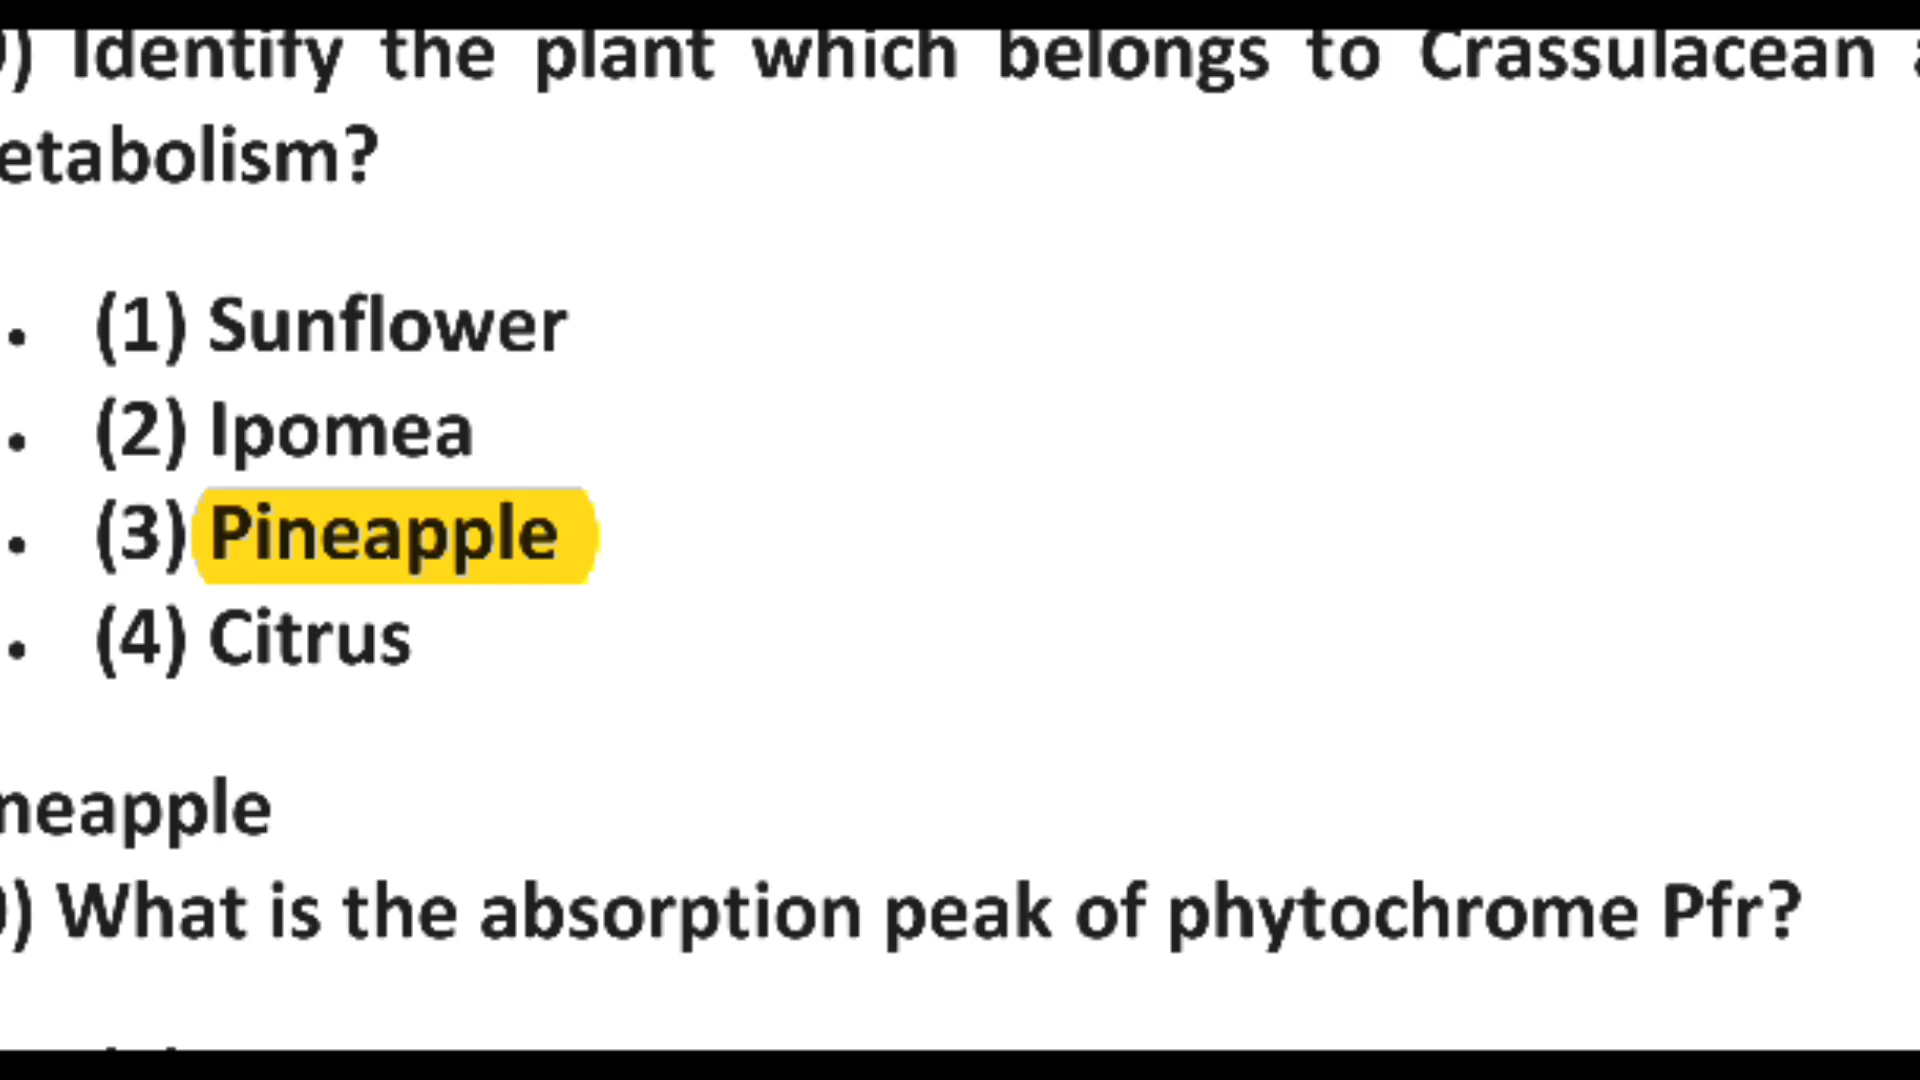 ) Identify the plant which belongs to Crassulacean
etabolism?
• (1) Sunflower
• (2) Ipomea
• (3) Pineapple
• (4) Citrus
neapple
) What is the absorption peak of phytochrome Pfr?